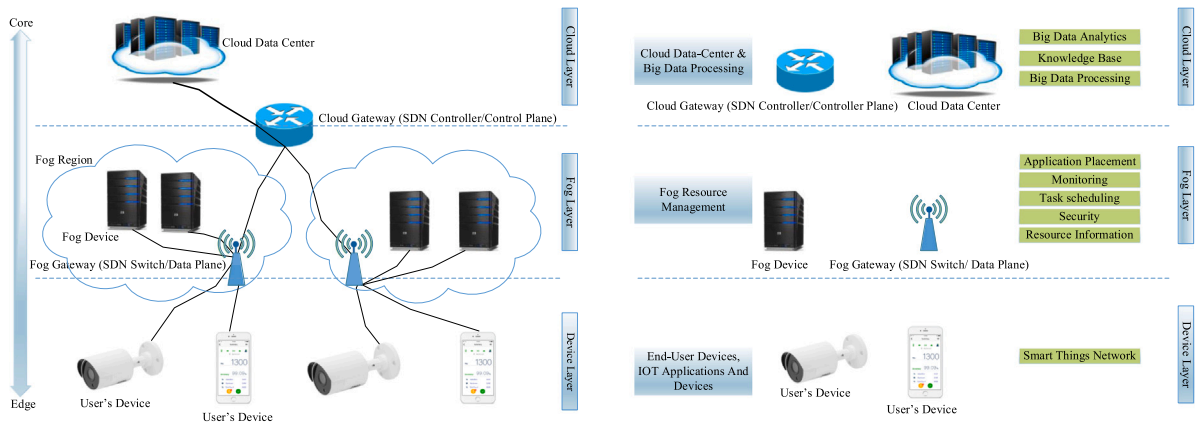 Core
Cloud Data Center
Cloud Gateway (SDN Controller/Control Plane)
Cloud Layer
Fog Region
Fog Device
Fog Gateway (SDN Switch/Data Plane)
Fog Layer
User's Device
User's Device
Edge
Device Layer
Cloud Data-Center &
Big Data Processing
Cloud Gateway (SDN Controller/Controller Plane)
Cloud Data Center
Big Data Analytics
Knowledge Base
Big Data Processing
Cloud Layer
Fog Resource
Management
Fog Device
Fog Gateway (SDN Switch/ Data Plane)
Application Placement
Monitoring
Task scheduling
Security
Resource Information
Fog Layer
End-User Devices,
IOT Applications And
Devices
User's Device
User's Device
Smart Things Network
Device Layer
1300
1300
1300